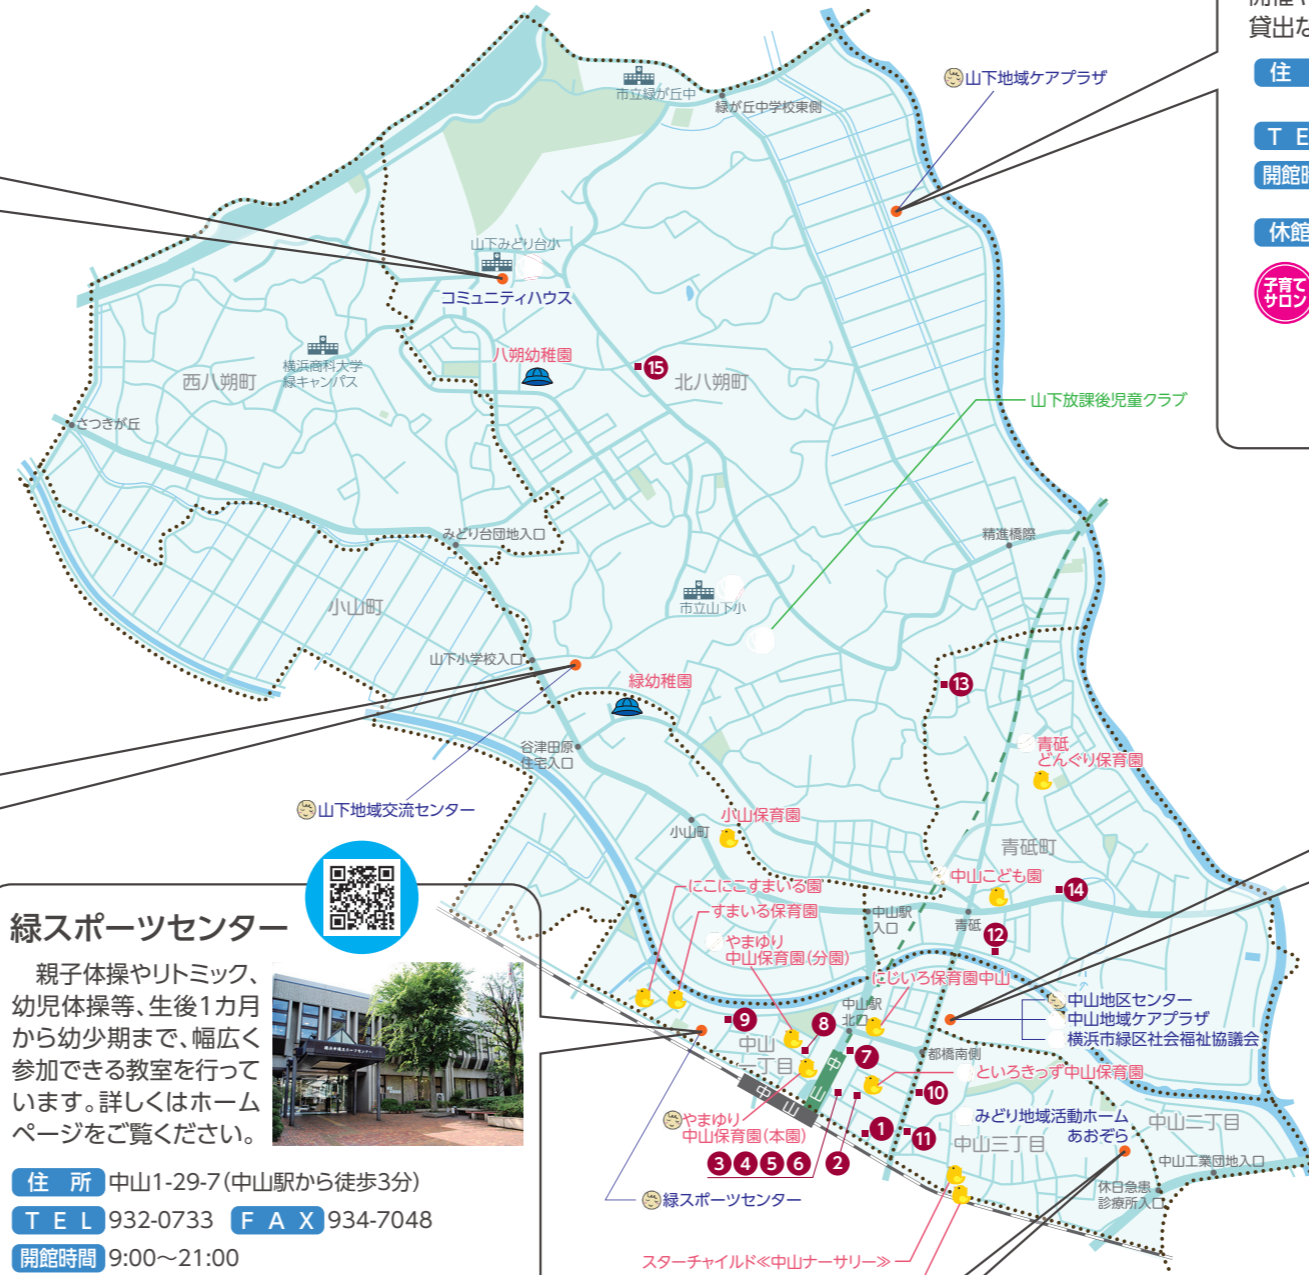 開催や
貸出な
住
T E
開館時
休館
子育て
サロン
市立緑が丘中
緑が丘中学校東側
山下地域ケアプラザ
山下みどり台小
コミュニティハウス
横浜商科大学
緑キャンパス
八朔幼稚園
15
西八朔町
北八朔町
山下放課後児童クラブ
さつきが丘
みどり台団地入口
精進橋際
小山町
市立山下小
山下小学校入口
緑幼稚園
13
谷津田原
住宅入口
青砥
どんぐり保育園
山下地域交流センター
小山町
小山保育園
青砥町
にこにこすまいる園
中山こども園
14
すまいる保育園
中山駅
入口
青砥
12
やまゆり
中山保育園(分園)
にじいろ保育園中山
中山地区センター
中山地域ケアプラザ
横浜市緑区社会福祉協議会
中山駅
北口
9
8
中山
一丁目
7
都橋南側
といろきっず中山保育園
中山
中山
10
みどり地域活動ホーム
あおぞら
やまゆり
中山保育園(本園)
1
11
中山三丁目
中山二丁目
3 4 5 6
2
中山工業団地入口
休日急患
診療所入口
緑スポーツセンター
スターチャイルド≪中山ナーサリー≫
緑スポーツセンター
親子体操やリトミック、
幼児体操等、生後1カ月
から幼少期まで、幅広く
参加できる教室を行って
います。詳しくはホーム
ページをご覧ください。
住 所 中山1-29-7(中山駅から徒歩3分)
T E L 932-0733 F A X 934-7048
開館時間 9:00～21:00